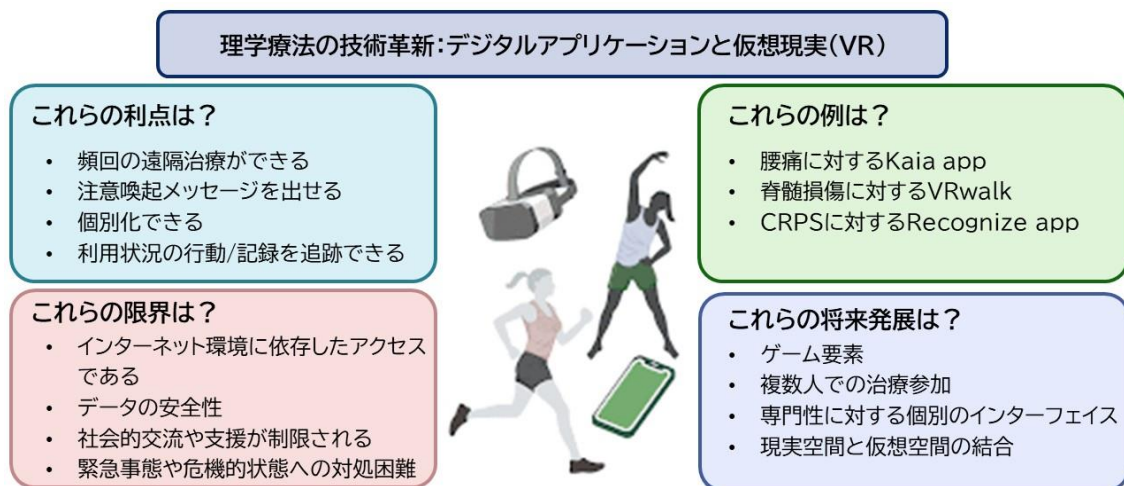 理学療法の技術革新：デジタルアプリケーションと仮想現実（VR）
これらの利点は？
• 頻回の遠隔治療ができる
• 注意喚起メッセージを出せる
• 個別化できる
• 利用状況の行動/記録を追跡できる
これらの限界は？
• インターネット環境に依存したアクセス
である
• データの安全性
• 社会的交流や支援が制限される
• 緊急事態や危機的状態への対処困難
これらの例は？
• 腰痛に対するKaia app
• 脊髄損傷に対するVRwalk
• CRPSに対するRecognize app
これらの将来発展は？
• ゲーム要素
• 複数人での治療参加
• 専門性に対する個別のインターフェイス
• 現実空間と仮想空間の結合